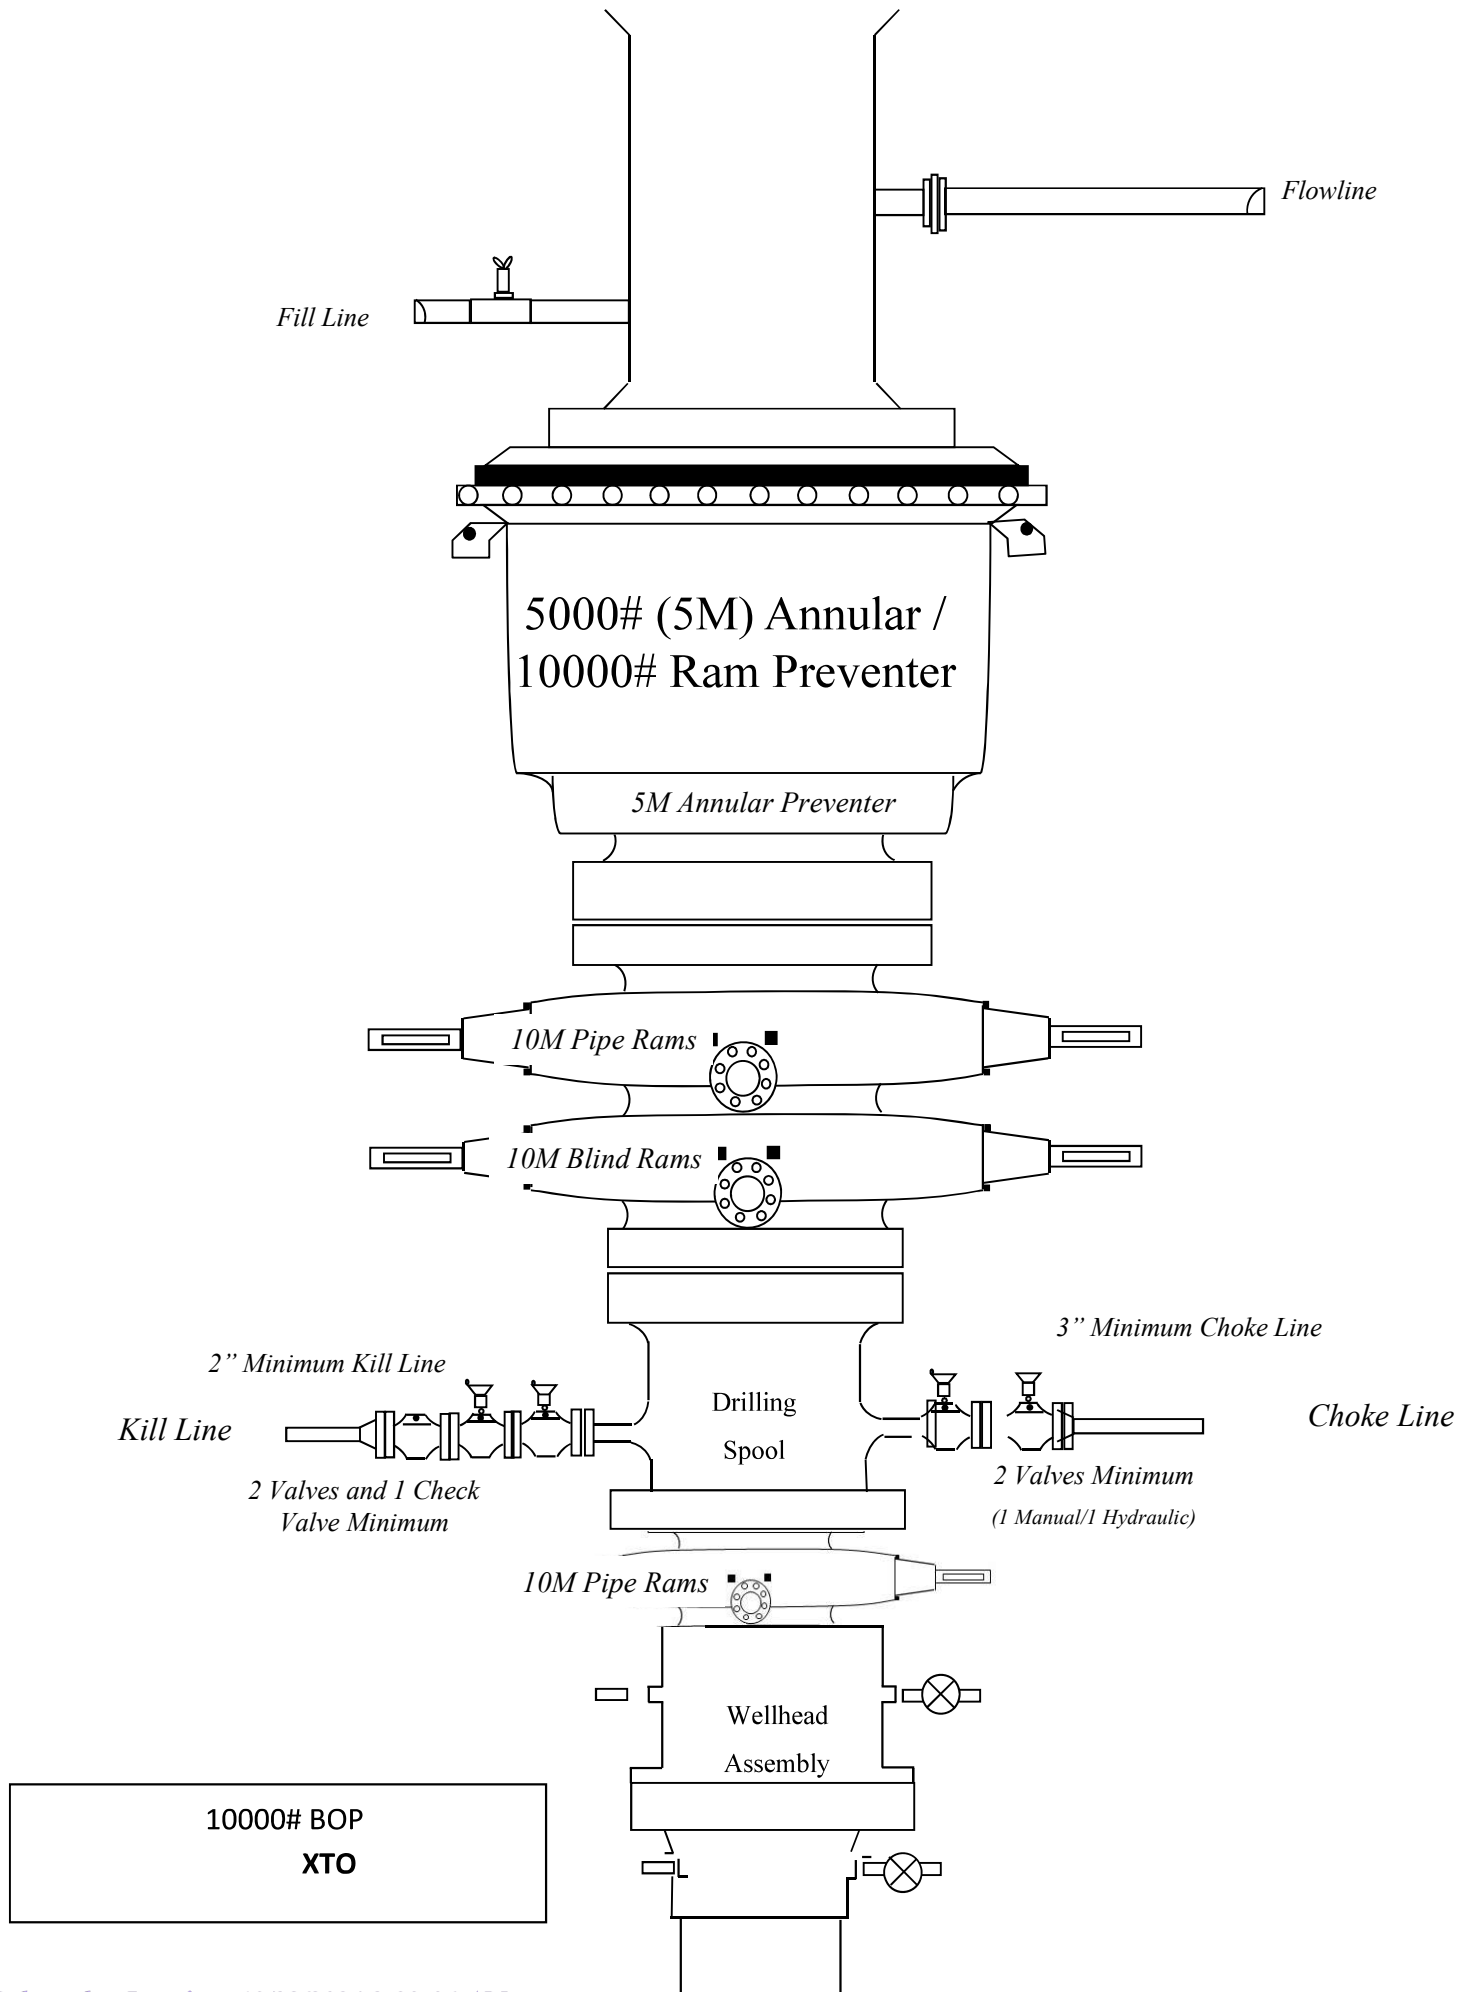 Flowline
Fill Line
5000# (5M) Annular /
10000# Ram Preventer
5M Annular Preventer
10M Pipe Rams
10M Blind Rams
3” Minimum Choke Line
2” Minimum Kill Line
Drilling
Spool
Kill Line
Choke Line
2 Valves and 1 Check
Valve Minimum
2 Valves Minimum
(1 Manual/1 Hydraulic)
10M Pipe Rams
Wellhead
Assembly
10000# BOP
XTO